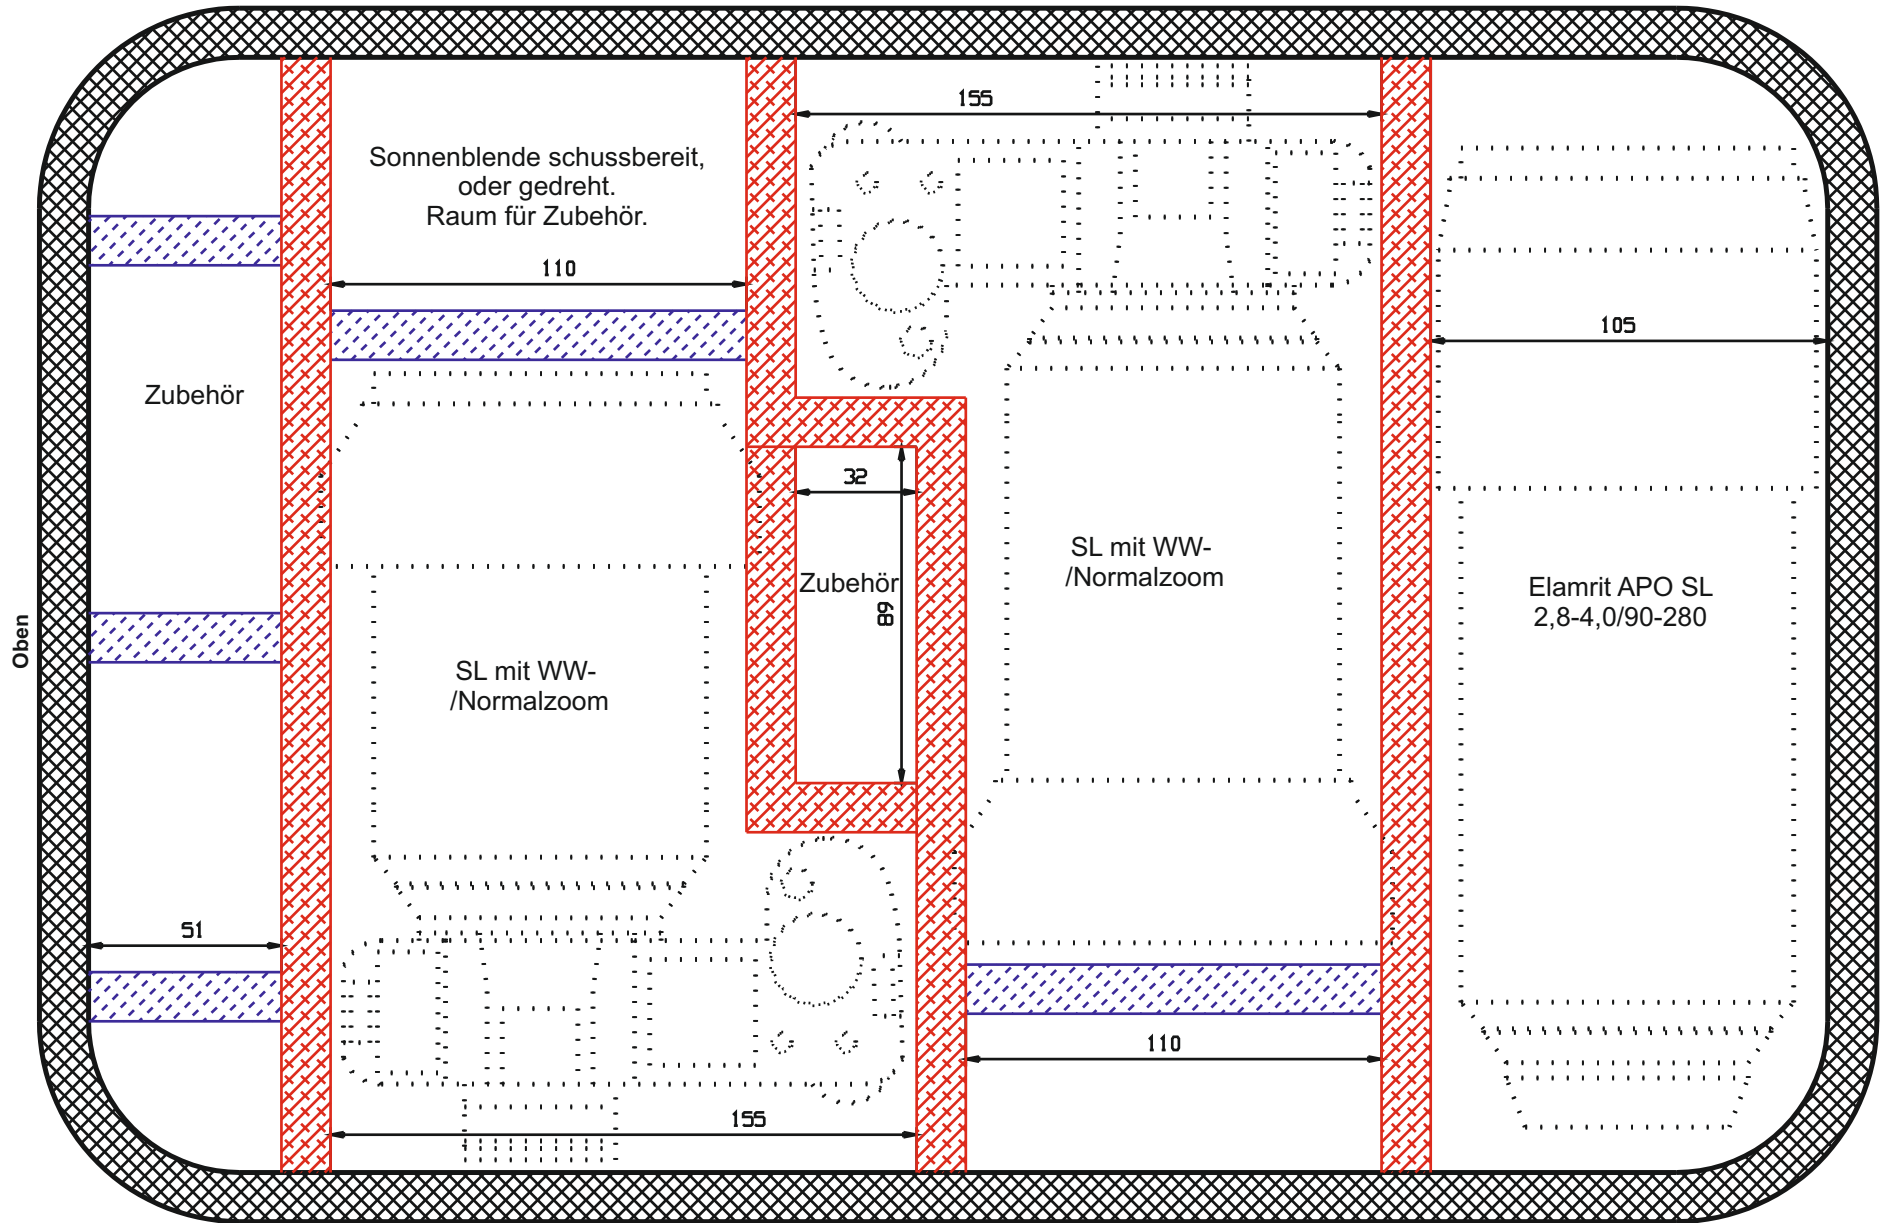 155
Sonnenblende schussbereit,
oder gedreht.
Raum für Zubehör.
110
105
Zubehör
32
SL mit WW-
/Normalzoom
Zubehör
89
Elamrit APO SL
2,8-4,0/90-280
Oben
SL mit WW-
/Normalzoom
51
110
155